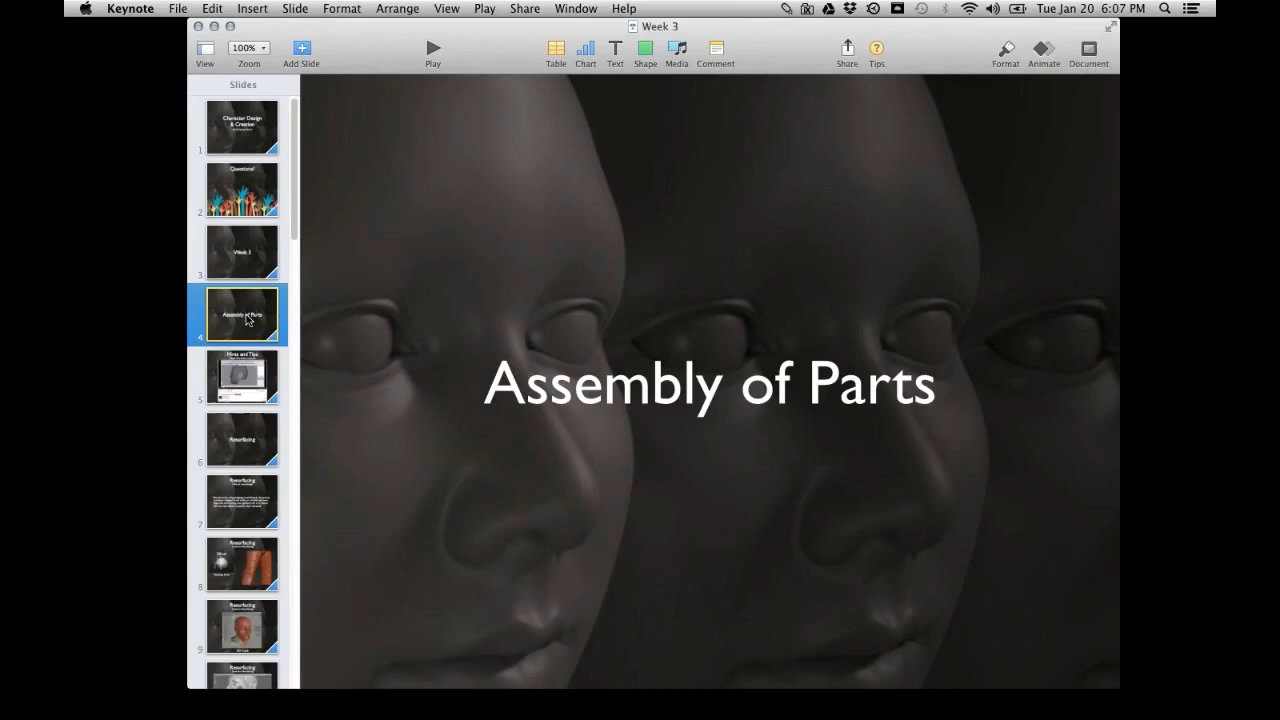 Keynote File Edit Insert Slide Format Arrange View Play Share Window Help Tue Jan 20 6:07 PM
Week 3
100%
View Zoom Add Slide Play Table Chart Text Shape Media Comment Share Tips Format Animate Document
Slides
Character Design
& Creation
1
Questions?
2
Week 3
3
Assembly of Parts
4
Hints and Tips
5
Resurfacing
6
Resurfacing
7
Resurfacing
8
Resurfacing
9
Resurfacing
Assembly of Parts